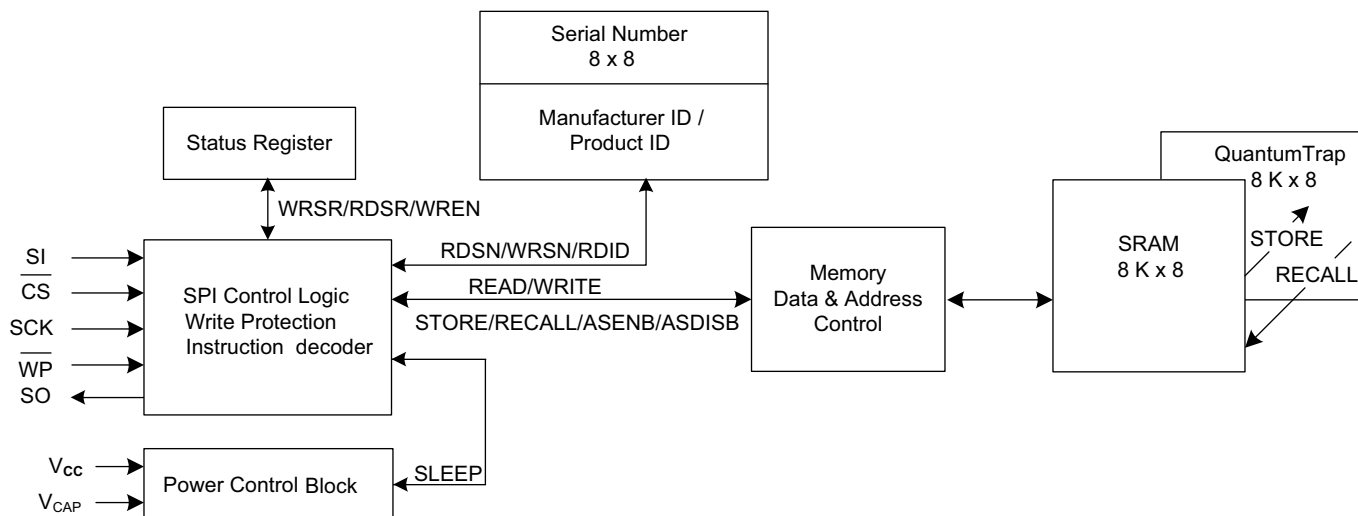 Serial Number
8 x 8
Manufacturer ID /
Product ID
Status Register
QuantumTrap
8 K x 8
WRSR/RDSR/WREN
SI
CS
SCK
WP
SO
SPI Control Logic
Write Protection
Instruction decoder
RDSN/WRSN/RDID
READ/WRITE
STORE/RECALL/ASENB/ASDISB
Memory
Data & Address
Control
SRAM
8 K x 8
STORE
RECALL
VCC
VCAP
Power Control Block
SLEEP